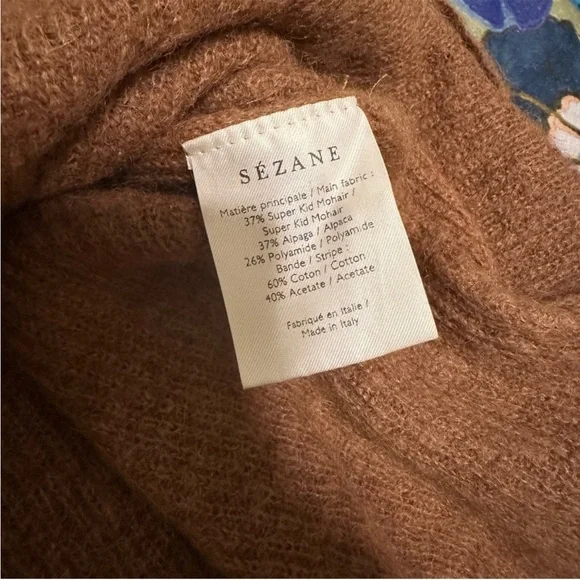 SÉZANE
Matière principale / Main fabric :
37% Super Kid Mohair /
Super Kid Mohair
37% Alpaga / Alpaca
26% Polyamide / Polyamide
Bande / Stripe :
60% Coton / Cotton
40% Acetate / Acetate
Fabriqué en Italie /
Made in Italy